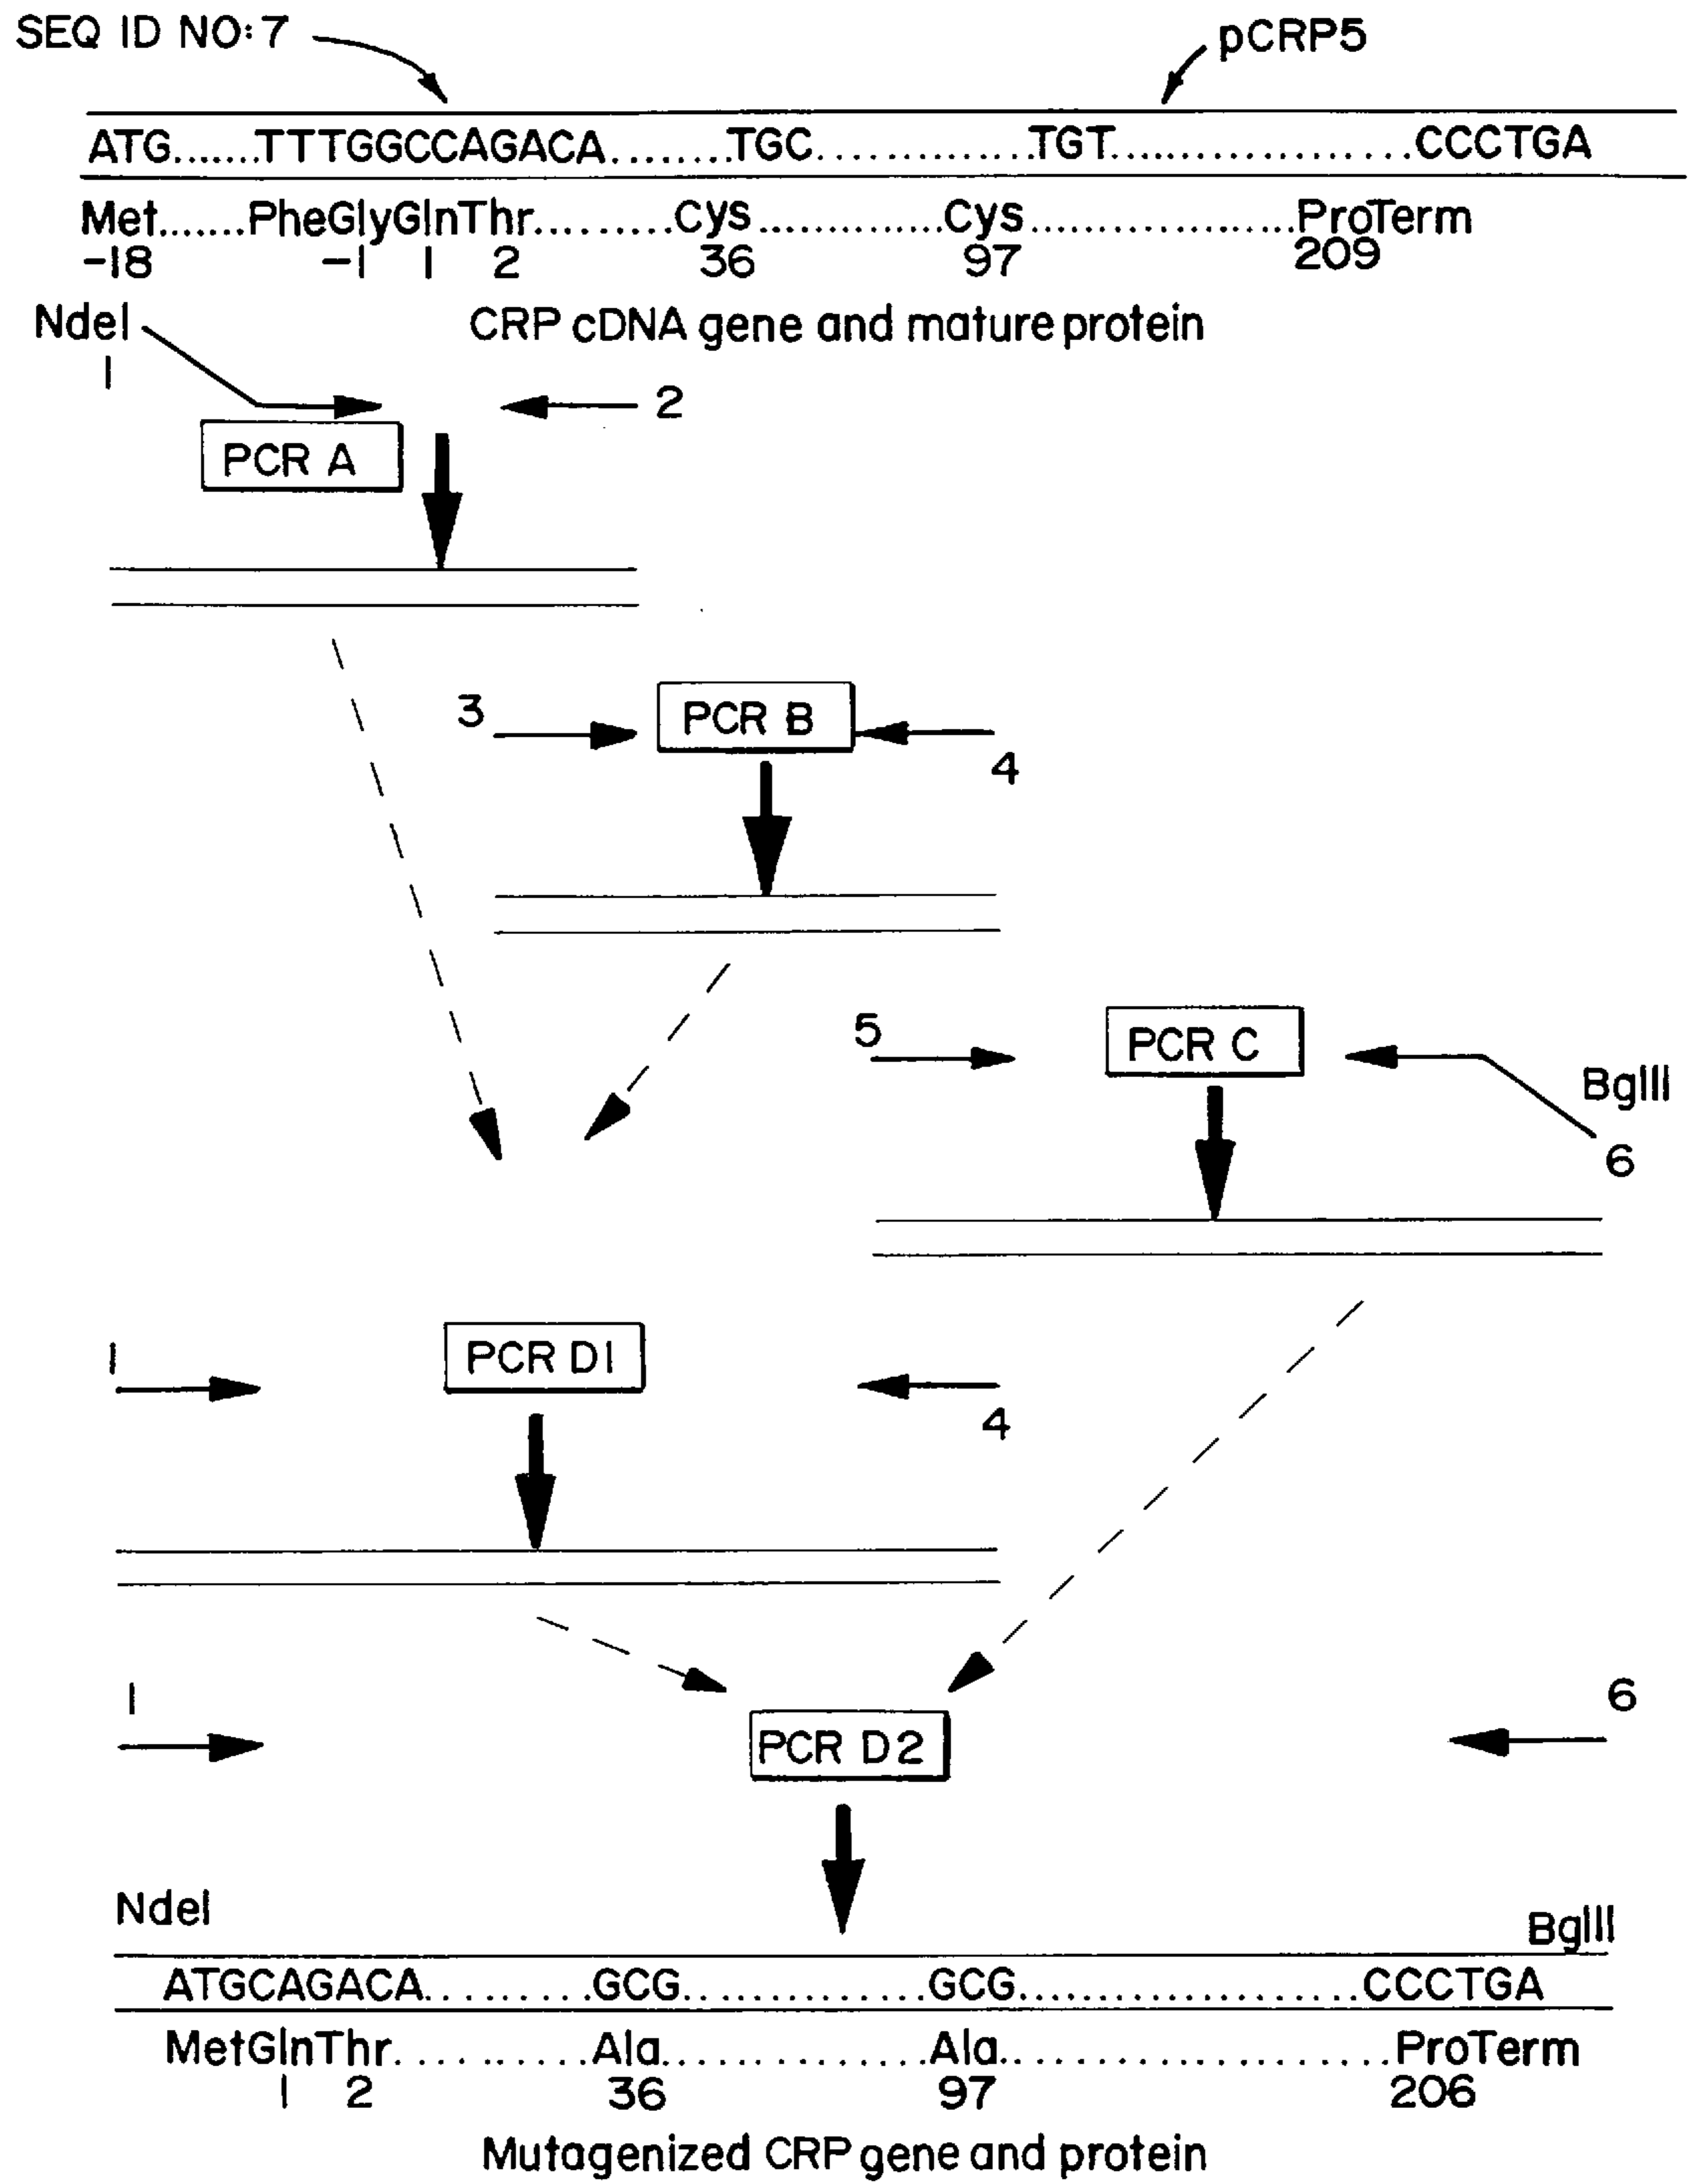 SEQ ID NO: 7
pCRP5
ATG.......TTTGGCCAGACA.........TGC................TGT......................CCCTGA
Met.......PheGlyGlnThr..........Cys..............Cys....................ProTerm
-18 -1 1 2 36 97 209
NdeI
CRP cDNA gene and mature protein
1
2
PCR A
3
PCR B
4
5
PCR C
BglII
6
1
PCR D1
4
1
6
PCR D2
NdeI
BglII
ATGCAGACA..........GCG...............GCG.....................CCCTGA
MetGlnThr...........Ala................Ala.....................ProTerm
1 2 36 97 206
Mutagenized CRP gene and protein